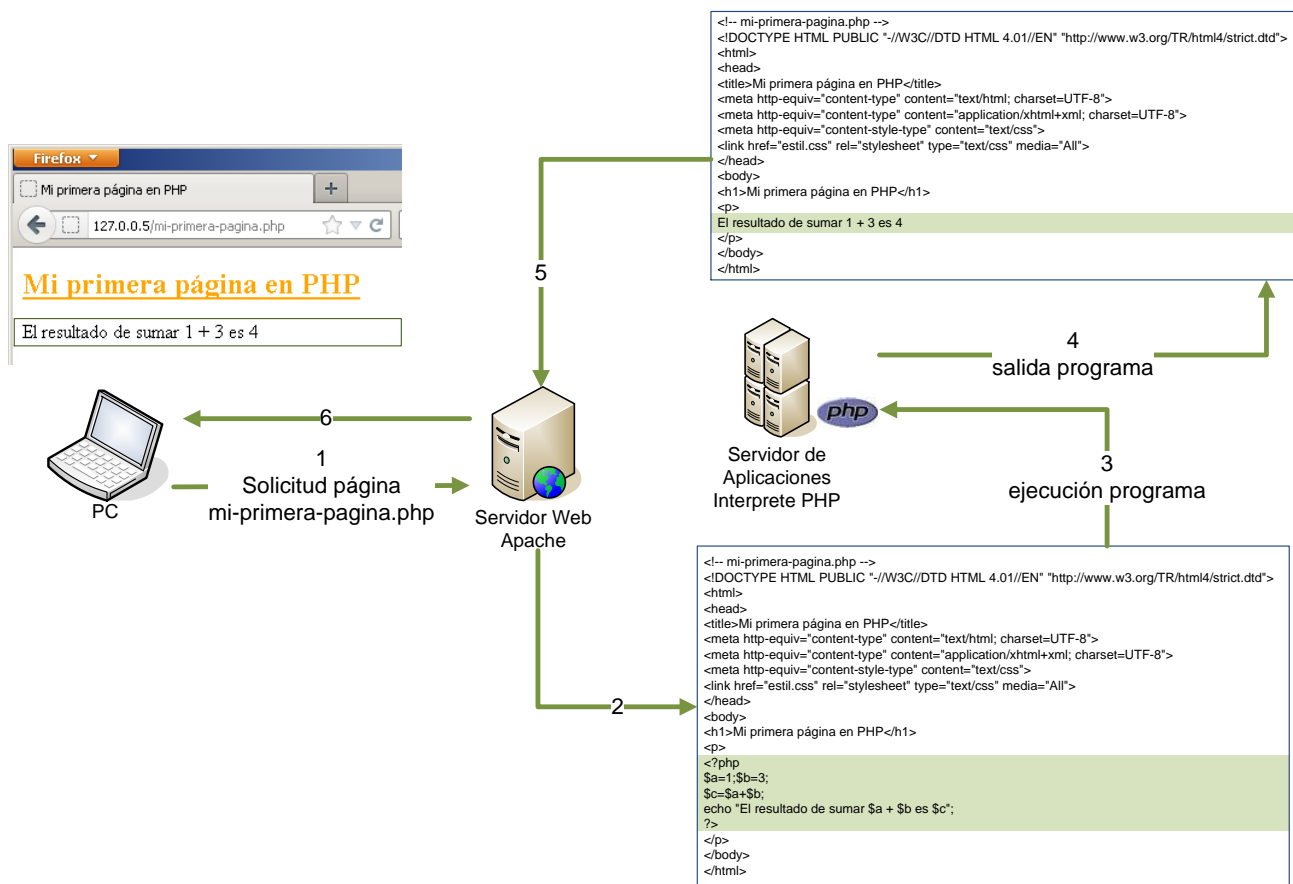 <!-- mi-primera-pagina.php -->
<!DOCTYPE HTML PUBLIC "-//W3C//DTD HTML 4.01//EN" "http://www.w3.org/TR/html4/strict.dtd">
<html>
<head>
<title>Mi primera página en PHP</title>
<meta http-equiv="content-type" content="text/html; charset=UTF-8">
<meta http-equiv="content-type" content="application/xhtml+xml; charset=UTF-8">
<meta http-equiv="content-style-type" content="text/css">
<link href="estil.css" rel="stylesheet" type="text/css" media="All">
</head>
<body>
<h1>Mi primera página en PHP</h1>
<p>
El resultado de sumar 1 + 3 es 4
</p>
</body>
</html>
Firefox
Mi primera página en PHP
127.0.0.5/mi-primera-pagina.php
Mi primera página en PHP
El resultado de sumar 1 + 3 es 4
5
4
salida programa
php
6
1
Solicitud página
mi-primera-pagina.php
PC
Servidor Web
Apache
Servidor de
Aplicaciones
Interprete PHP
3
ejecución programa
2
<!-- mi-primera-pagina.php -->
<!DOCTYPE HTML PUBLIC "-//W3C//DTD HTML 4.01//EN" "http://www.w3.org/TR/html4/strict.dtd">
<html>
<head>
<title>Mi primera página en PHP</title>
<meta http-equiv="content-type" content="text/html; charset=UTF-8">
<meta http-equiv="content-type" content="application/xhtml+xml; charset=UTF-8">
<meta http-equiv="content-style-type" content="text/css">
<link href="estil.css" rel="stylesheet" type="text/css" media="All">
</head>
<body>
<h1>Mi primera página en PHP</h1>
<p>
<?php
$a=1;$b=3;
$c=$a+$b;
echo "El resultado de sumar $a + $b es $c";
?>
</p>
</body>
</html>